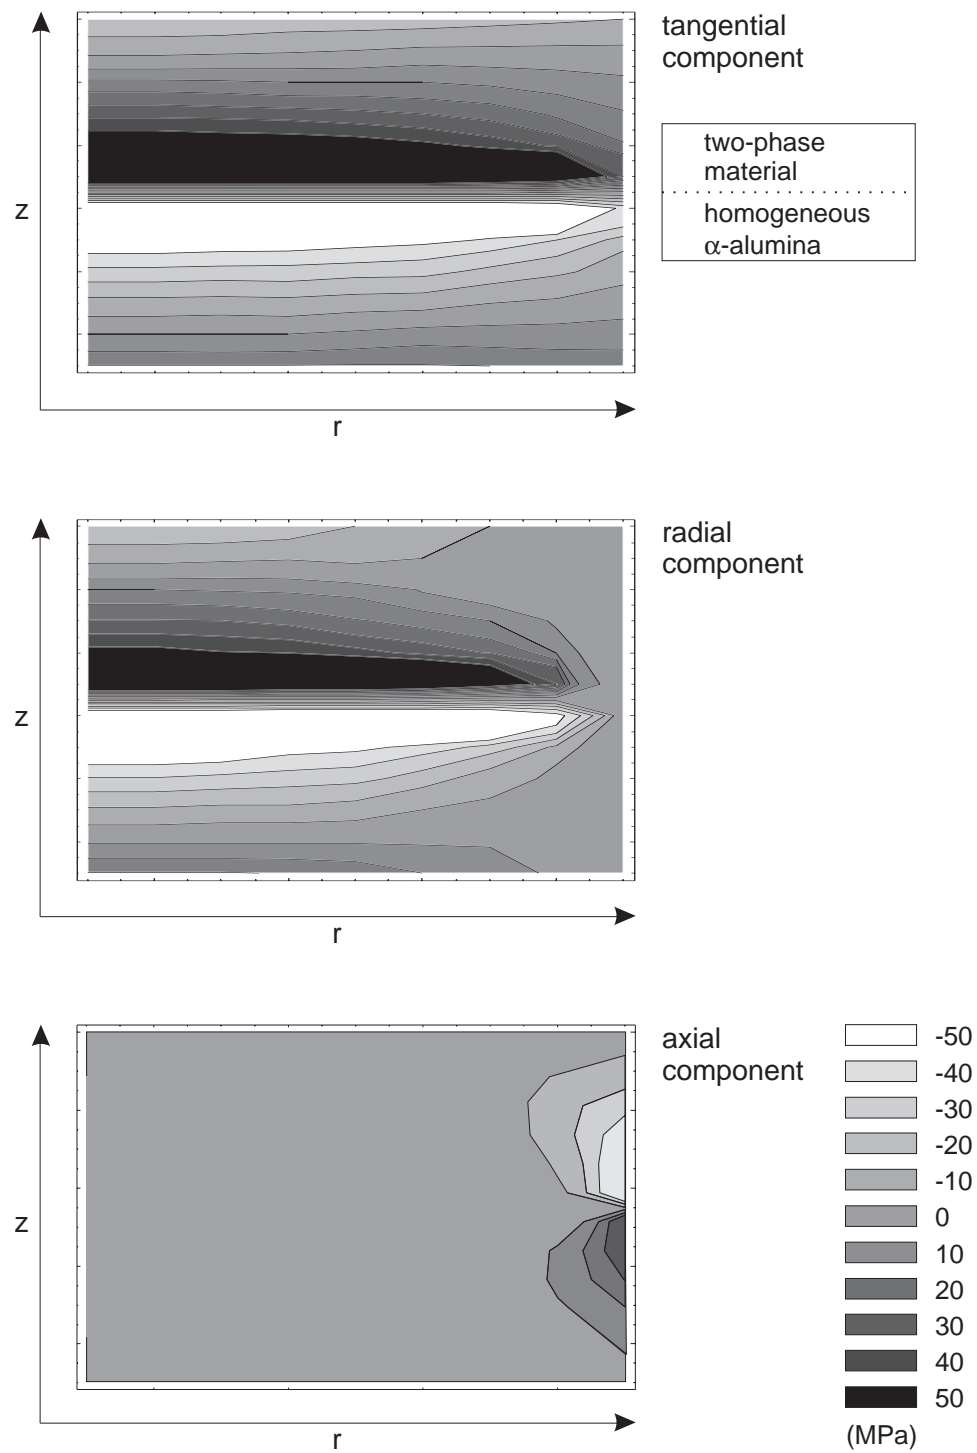 tangential
component
two-phase
material
homogeneous
α-alumina
z
r
radial
component
z
r
axial
component
z
r
-50
-40
-30
-20
-10
0
10
20
30
40
50
(MPa)